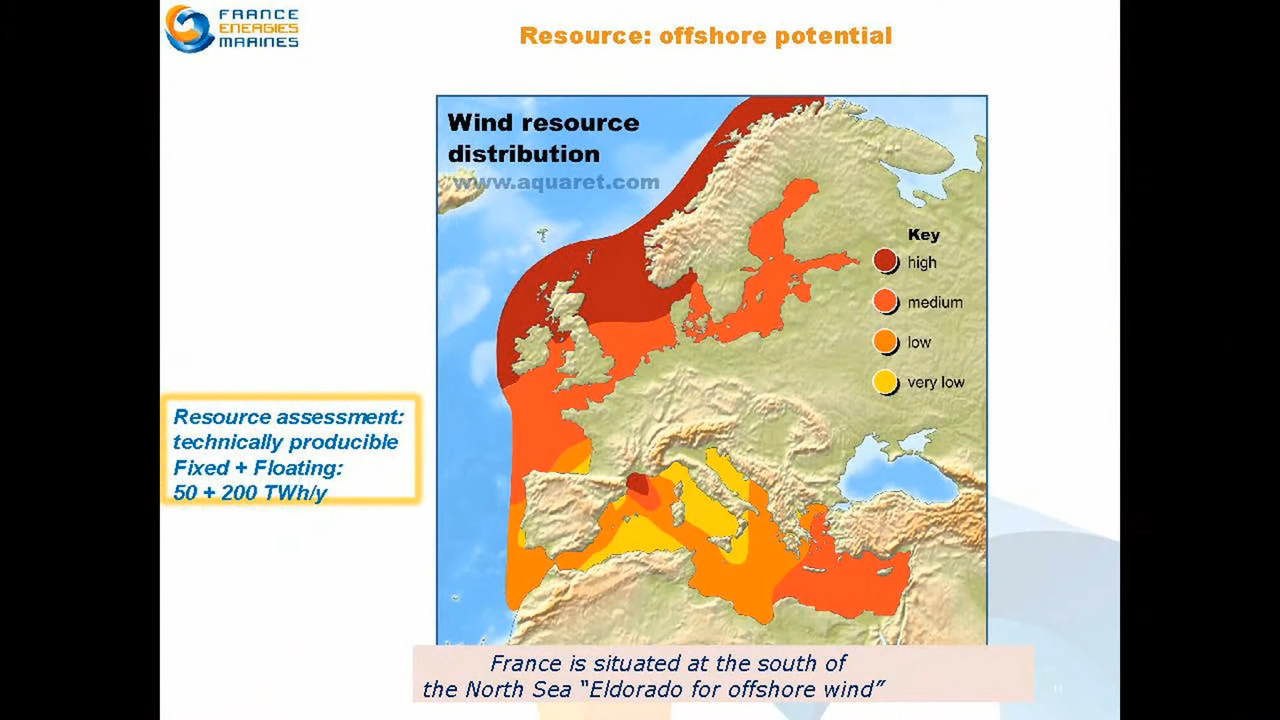 FRANCE
ENERGIES
MARINES
Resource: offshore potential
Wind resource
distribution
www.aquaret.com
Key
high
medium
low
very low
Resource assessment:
technically producible
Fixed + Floating:
50 + 200 TWh/y
France is situated at the south of
the North Sea “Eldorado for offshore wind”
11